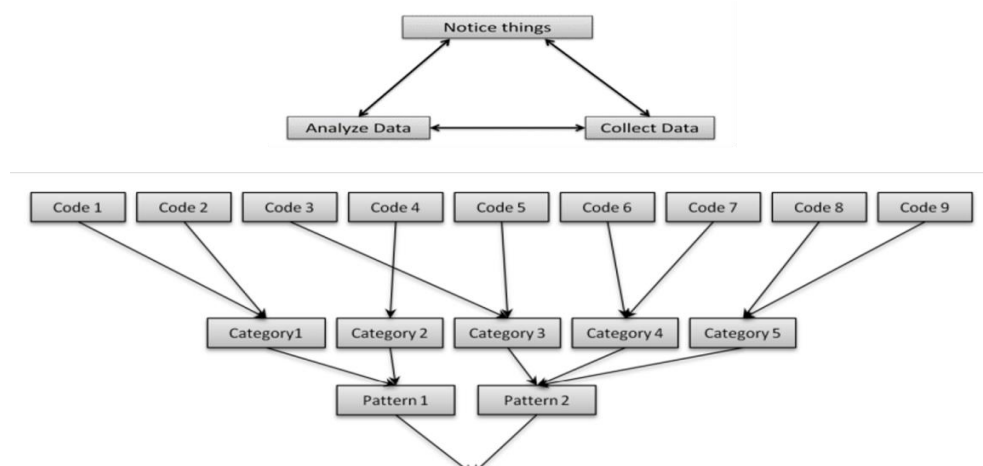 Notice things
Analyze Data
Collect Data
Code 1
Code 2
Code 3
Code 4
Code 5
Code 6
Code 7
Code 8
Code 9
Category1
Category 2
Category 3
Category 4
Category 5
Pattern 1
Pattern 2